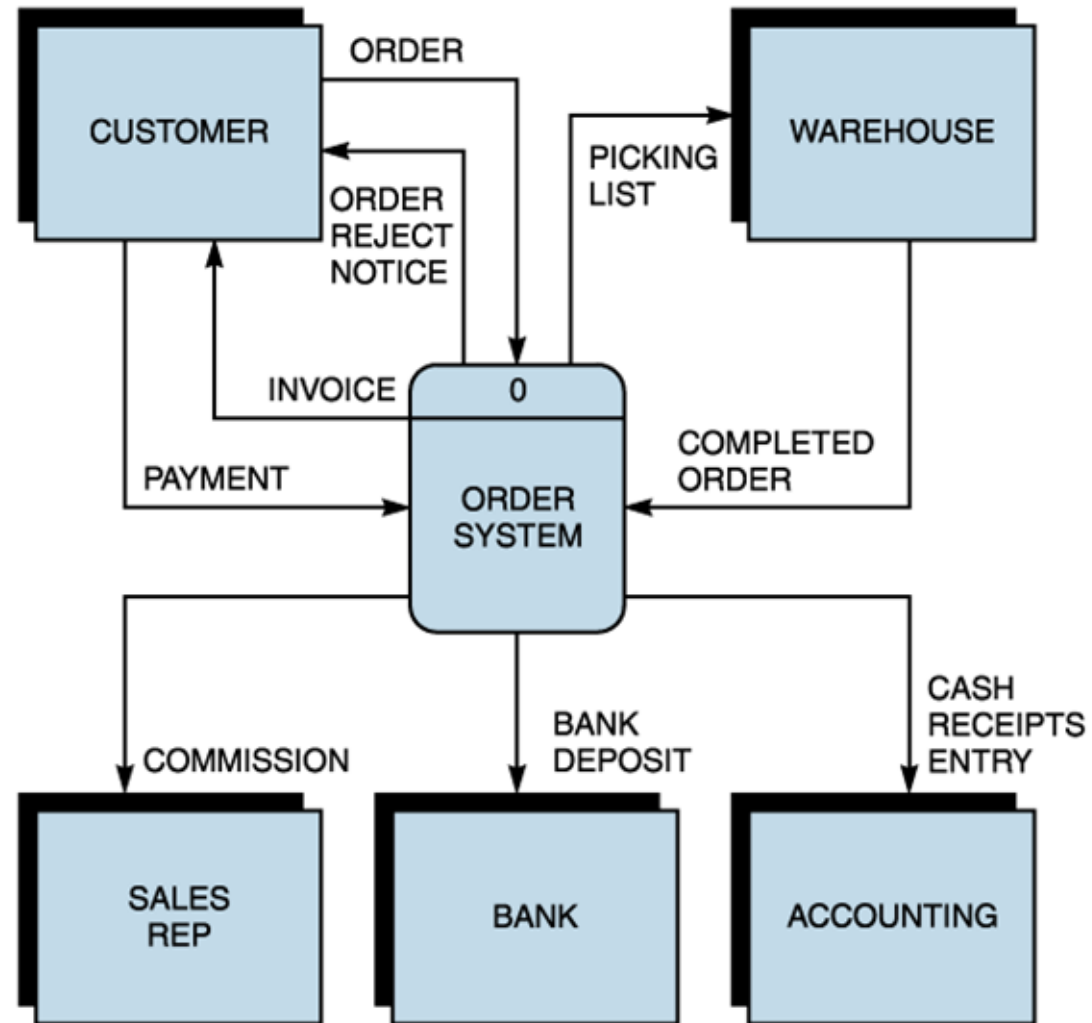 ORDER
CUSTOMER
WAREHOUSE
PICKING
LIST
ORDER
REJECT
NOTICE
INVOICE
0
COMPLETED
ORDER
PAYMENT
ORDER
SYSTEM
CASH
RECEIPTS
ENTRY
BANK
DEPOSIT
COMMISSION
SALES
REP
BANK
ACCOUNTING